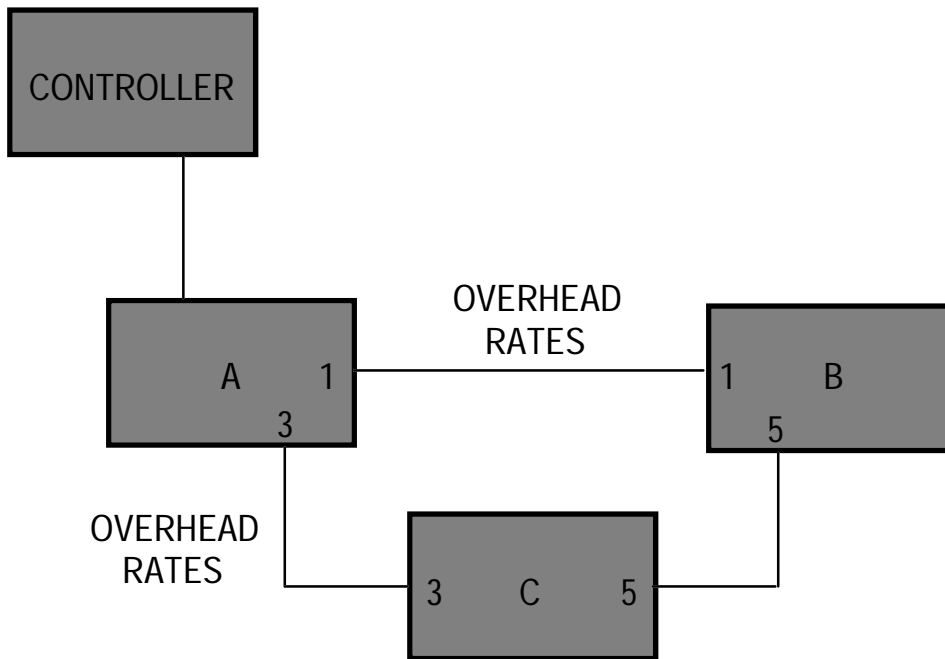 CONTROLLER
OVERHEAD
RATES
A 1
3
1 B
5
OVERHEAD
RATES
3 C 5